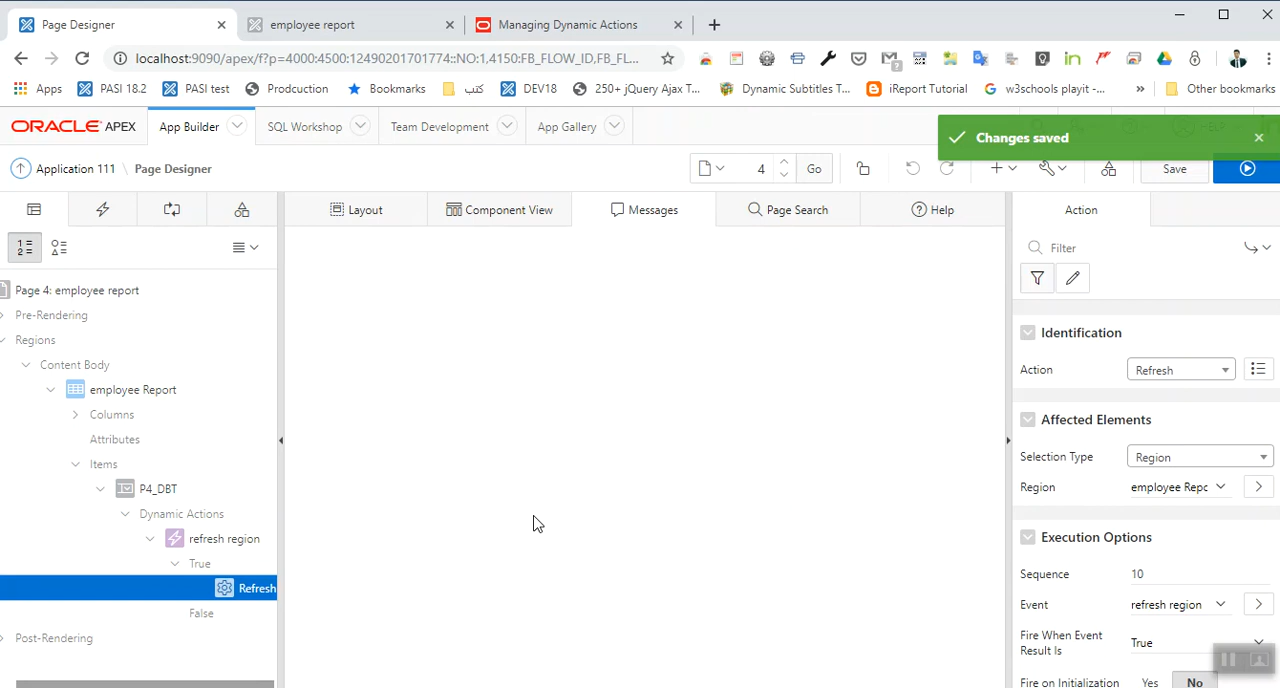 Page Designer
employee report
Managing Dynamic Actions
localhost:9090/apex/f?p=4000:4500:12490201701774::NO:1,4150:FB_FLOW_ID,FB_FL...
Apps
PASI 18.2
PASI test
Prodcuction
Bookmarks
كتب
DEV18
250+ jQuery Ajax T...
Dynamic Subtitles T...
iReport Tutorial
w3schools playit -...
»
Other bookmarks
ORACLE APEX
App Builder
SQL Workshop
Team Development
App Gallery
Changes saved
Application 111 \ Page Designer
4
Go
Save
Layout
Component View
Messages
Page Search
Help
Action
Filter
Page 4: employee report
Pre-Rendering
Regions
Content Body
employee Report
Columns
Attributes
Items
P4_DBT
Dynamic Actions
refresh region
True
Refresh
False
Post-Rendering
Identification
Action
Refresh
Affected Elements
Selection Type
Region
Region
employee Repc
Execution Options
Sequence
10
Event
refresh region
Fire When Event
Result Is
True
Fire on Initialization
Yes
No